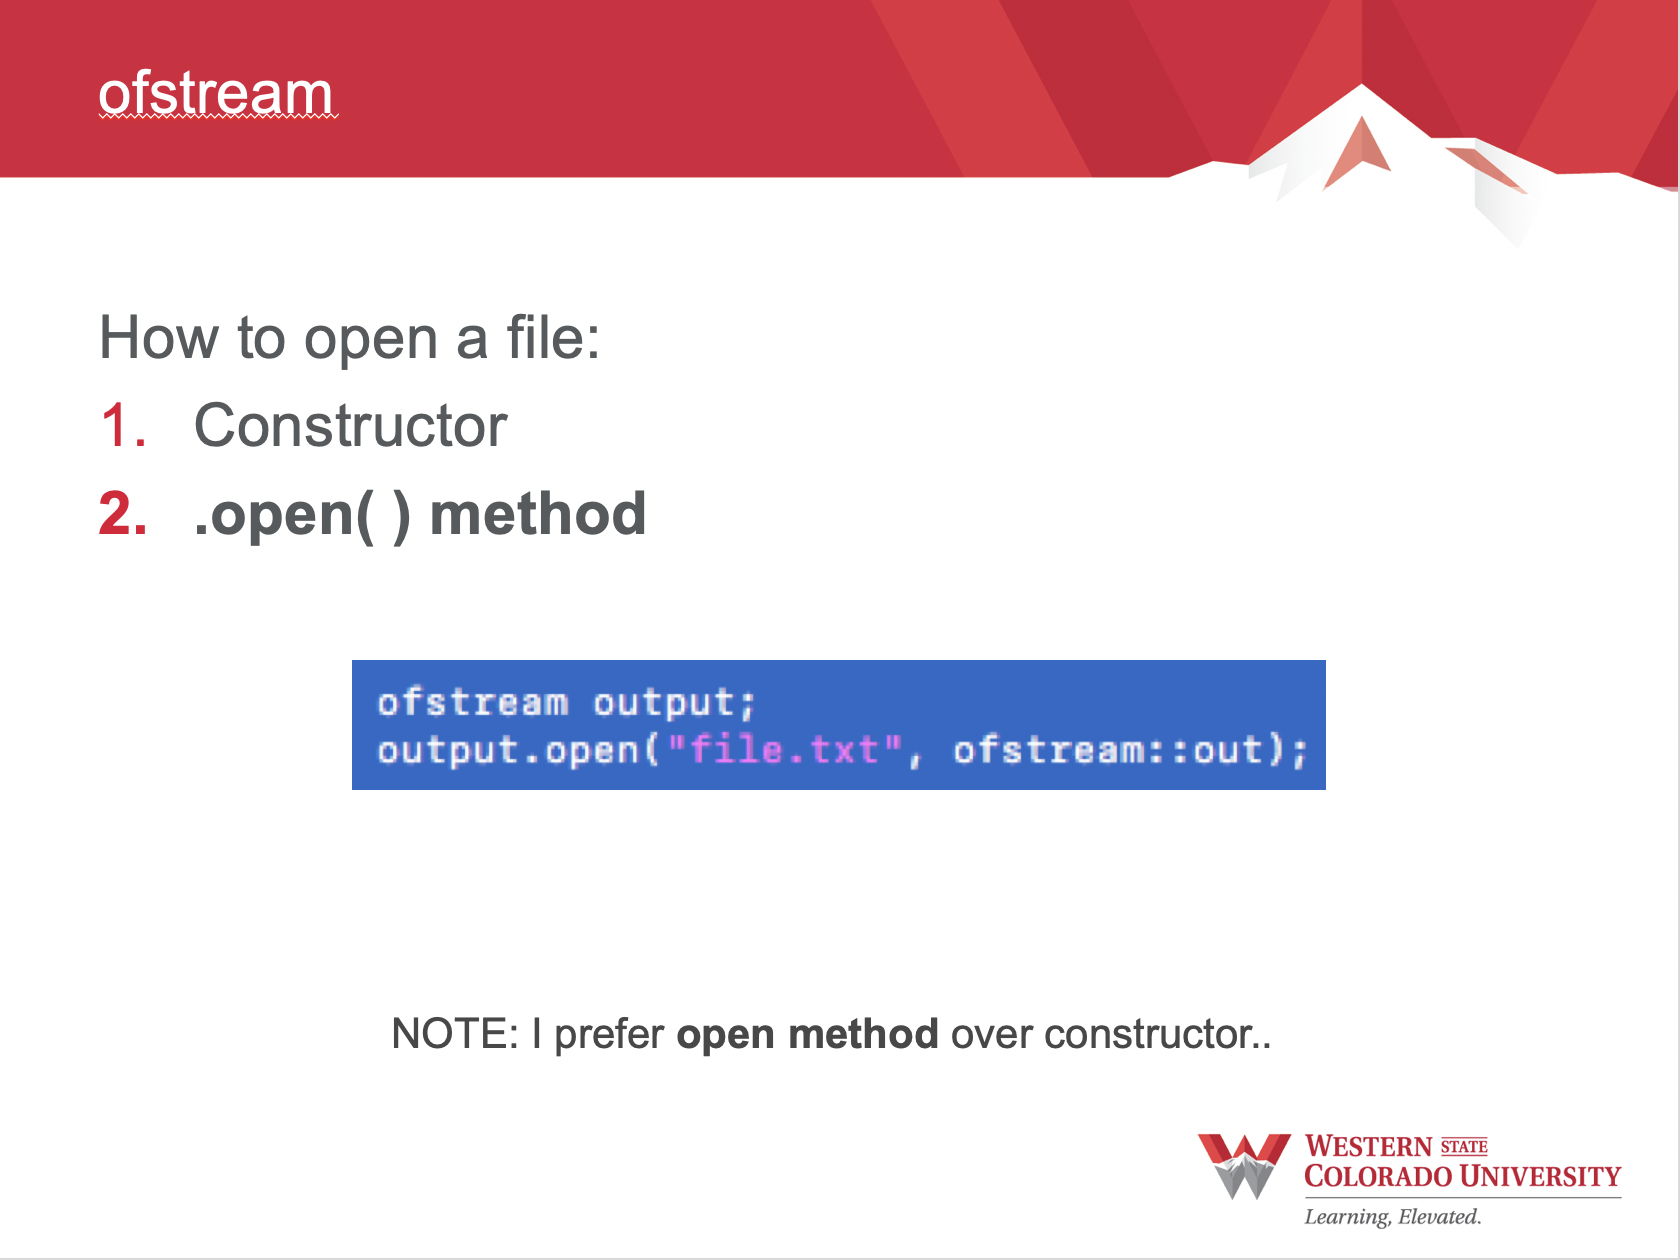 ofstream
How to open a file:
1. Constructor
2. .open( ) method
ofstream output;
output.open("file.txt", ofstream::out);
NOTE: I prefer open method over constructor..
WESTERN STATE
COLORADO UNIVERSITY
Learning, Elevated.